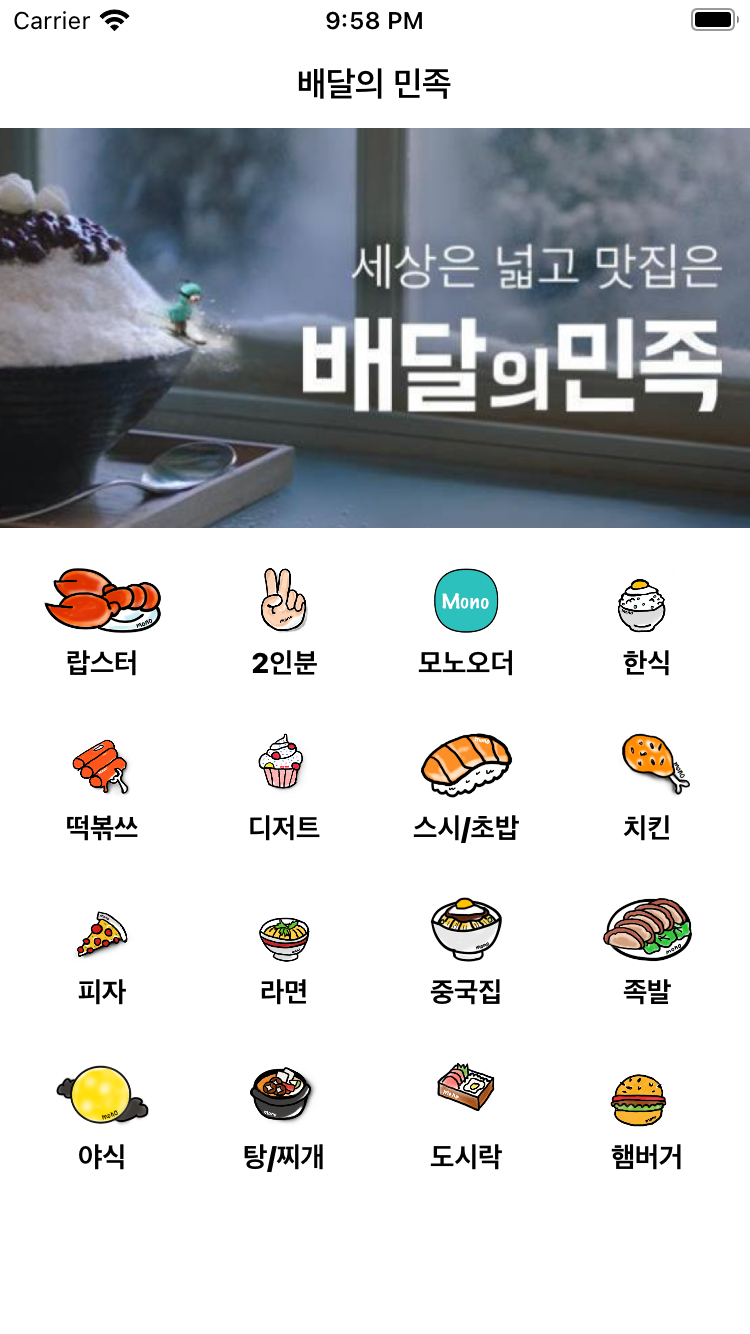 Carrier 9:58 PM
배달의 민족
세상은 넓고 맛집은
배달의민족
Mono
랍스터 2인분 모노오더 한식
떡볶쓰 디저트 스시/초밥 치킨
피자 라면 중국집 족발
야식 탕/찌개 도시락 햄버거